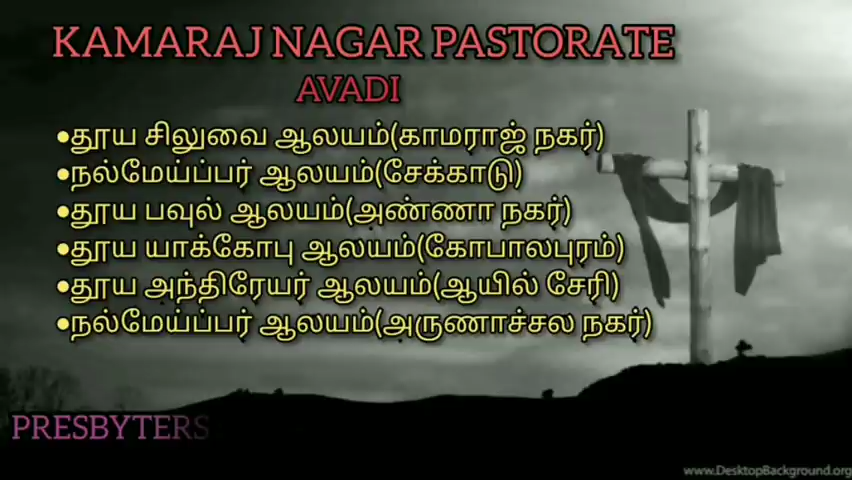 KAMARAJ NAGAR PASTORATE
AVADI
•தூய சிலுவை ஆலயம்(காமராஜ் நகர்)
•நல்மேய்ப்பர் ஆலயம்(சேக்காடு)
•தூய பவுல் ஆலயம்(அண்ணா நகர்)
•தூய யாக்கோபு ஆலயம்(கோபாலபுரம்)
•தூய அந்திரேயர் ஆலயம்(ஆயில் சேரி)
•நல்மேய்ப்பர் ஆலயம்(அருணாச்சல நகர்)
PRESBYTERS
www.DesktopBackground.org